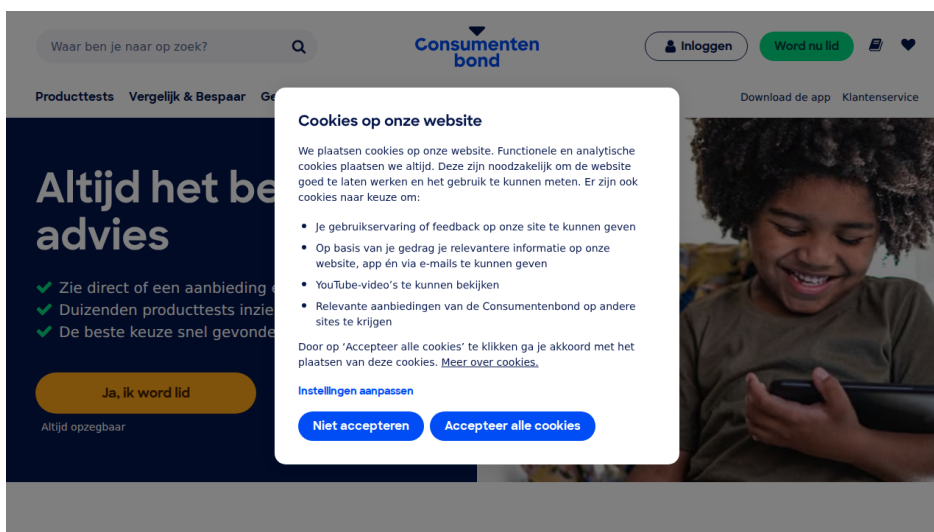 Waar ben je naar op zoek?
Consumenten
bond
Inloggen
Word nu lid
Producttests Vergelijk & Bespaar
Download de app Klantenservice
Altijd het be
advies
Zie direct of een aanbieding
Duizenden producttests inzie
De beste keuze snel gevonde
Ja, ik word lid
Altijd opzegbaar
Cookies op onze website
We plaatsen cookies op onze website. Functionele en analytische
cookies plaatsen we altijd. Deze zijn noodzakelijk om de website
goed te laten werken en het gebruik te kunnen meten. Er zijn ook
cookies naar keuze om:
Je gebruikservaring of feedback op onze site te kunnen geven
Op basis van je gedrag je relevantere informatie op onze
website, app én via e-mails te kunnen geven
YouTube-video's te kunnen bekijken
Relevante aanbiedingen van de Consumentenbond op andere
sites te krijgen
Door op ‘Accepteer alle cookies’ te klikken ga je akkoord met het
plaatsen van deze cookies. Meer over cookies.
Instellingen aanpassen
Niet accepteren Accepteer alle cookies